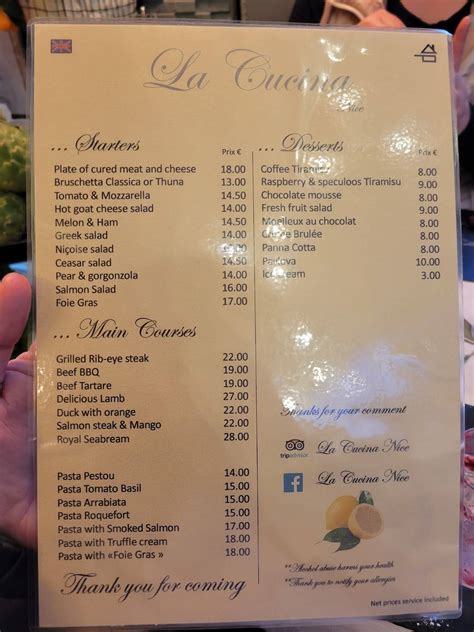 La Cucina
Nice
... Starters
Prix €
Plate of cured meat and cheese 18.00
Bruschetta Classica or Thuna 13.00
Tomato & Mozzarella 14.50
Hot goat cheese salad 14.50
Melon & Ham 14.50
Greek salad 14.00
Niçoise salad
Ceasar salad 14.50
Pear & gorgonzola 14.00
Salmon Salad 16.00
Foie Gras 17.00
... Main Courses
Grilled Rib-eye steak 22.00
Beef BBQ 19.00
Beef Tartare 19.00
Delicious Lamb 27.00
Duck with orange 22.00
Salmon steak & Mango 22.00
Royal Seabream 28.00
Pasta Pestou 14.00
Pasta Tomato Basil 15.00
Pasta Arrabiata 15.00
Pasta Roquefort 15.00
Pasta with Smoked Salmon 17.00
Pasta with Truffle cream 18.00
Pasta with «Foie Gras » 18.00
Thank you for coming
... Desserts
Prix €
Coffee Tiramisu 8.00
Raspberry & speculoos Tiramisu 9.00
Chocolate mousse 8.00
Fresh fruit salad 9.00
Moelleux au chocolat 8.00
Brulée 8.00
Panna Cotta 8.00
Pavlova 10.00
3.00
Thanks for your comment
tripadvisor
La Cucina Nice
f
La Cucina Nice
**Alcohol abuse harms your health
**Thank you to notify your allergies
Net prices service included